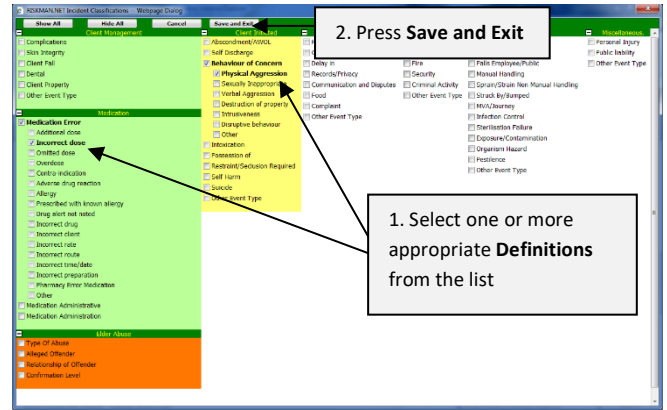 RISKMAN.NET Incident Classifications -- Webpage Dialog
Show All
Hide All
Cancel
Save and Exit
2. Press Save and Exit
Client Management
Complications
Skin Integrity
Client Fall
Dental
Client Property
Other Event Type
Medication
Medication Error
Additional dose
Incorrect dose
Omitted dose
Overdose
Contra indication
Adverse drug reaction
Allergy
Prescribed with known allergy
Drug alert not noted
Incorrect drug
Incorrect client
Incorrect rate
Incorrect route
Incorrect time/date
Incorrect preparation
Pharmacy Error Medication
Other
Medication Administrative
Medication Administration
Elder Abuse
Type Of Abuse
Alleged Offender
Relationship of Offender
Confirmation Level
Client Initiated
Abscondment/AWOL
Self Discharge
Behaviour of Concern
Physical Aggression
Sexually Inappropriate
Verbal Aggression
Destruction of property
Intrusiveness
Disruptive behaviour
Other
Intoxication
Possession of
Restraint/Seclusion Required
Self Harm
Suicide
Other Event Type
Delay in
Records/Privacy
Communication and Disputes
Food
Complaint
Other Event Type
Fire
Security
Criminal Activity
Other Event Type
Falls Employee/Public
Manual Handling
Sprain/Strain Non Manual Handling
Struck By/Bumped
MVA/Journey
Infection Control
Sterilisation Failure
Exposure/Contamination
Organism Hazard
Pestilence
Other Event Type
Miscellaneous
Personal Injury
Public liability
Other Event Type
1. Select one or more
appropriate Definitions
from the list